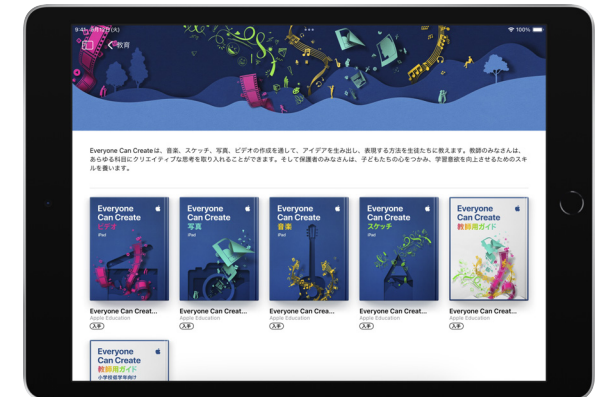 9:41 6月12日(火)
100%
教育
Everyone Can Createは、音楽、スケッチ、写真、ビデオの作成を通して、アイデアを生み出し、表現する方法を生徒たちに教えます。教師のみなさんは、
あらゆる科目にクリエイティブな思考を取り入れることができます。そして保護者のみなさんは、子どもたちの心をつかみ、学習意欲を向上させるためのスキ
ルを養います。
Everyone
Can Create
ビデオ
iPad
Everyone
Can Create
写真
iPad
Everyone
Can Create
音楽
iPad
Everyone
Can Create
スケッチ
iPad
Everyone
Can Create
教師用ガイド
Everyone Can Creat...
Apple Education
入手
Everyone Can Creat...
Apple Education
入手
Everyone Can Creat...
Apple Education
入手
Everyone Can Creat...
Apple Education
入手
Everyone Can Creat...
Apple Education
入手
Everyone
Can Create
教師用ガイド
小学校低学年向け